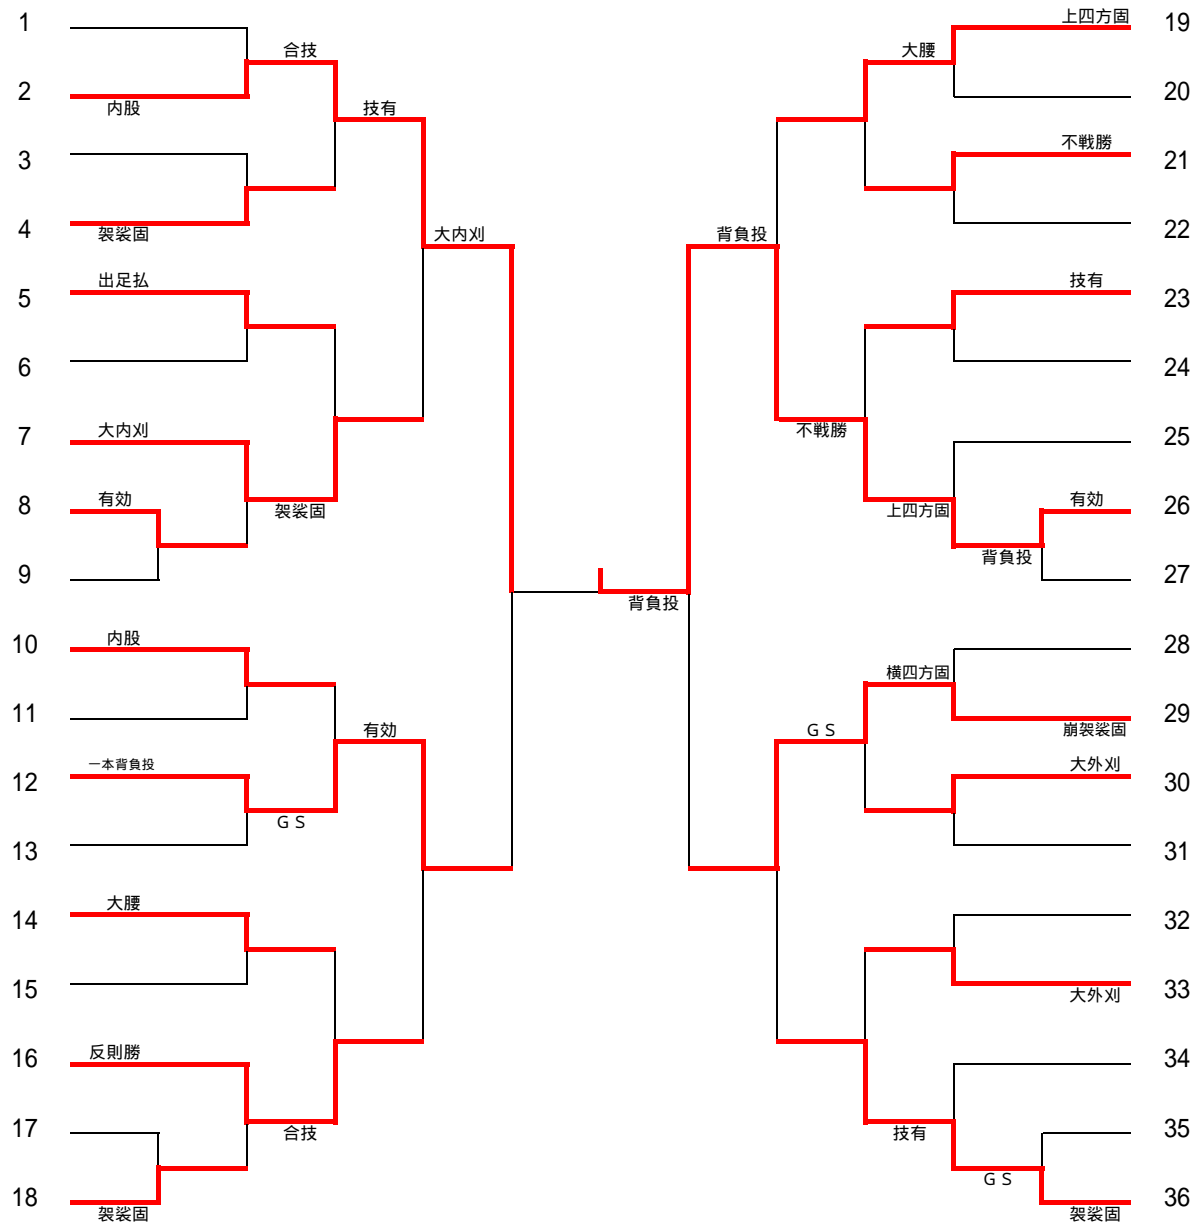 1
合技
2
内股
技有
3
4
袈裟固
大内刈
5
出足払
6
7
大内刈
8
有効
袈裟固
9
10
内股
11
有効
12
一本背負投
ＧＳ
13
14
大腰
15
16
反則勝
17
合技
18
袈裟固
背負投
上四方固
19
大腰
20
不戦勝
21
22
背負投
技有
23
24
不戦勝
25
有効
26
上四方固
背負投
27
28
横四方固
29
崩袈裟固
ＧＳ
大外刈
30
31
32
33
大外刈
34
技有
35
ＧＳ
36
袈裟固